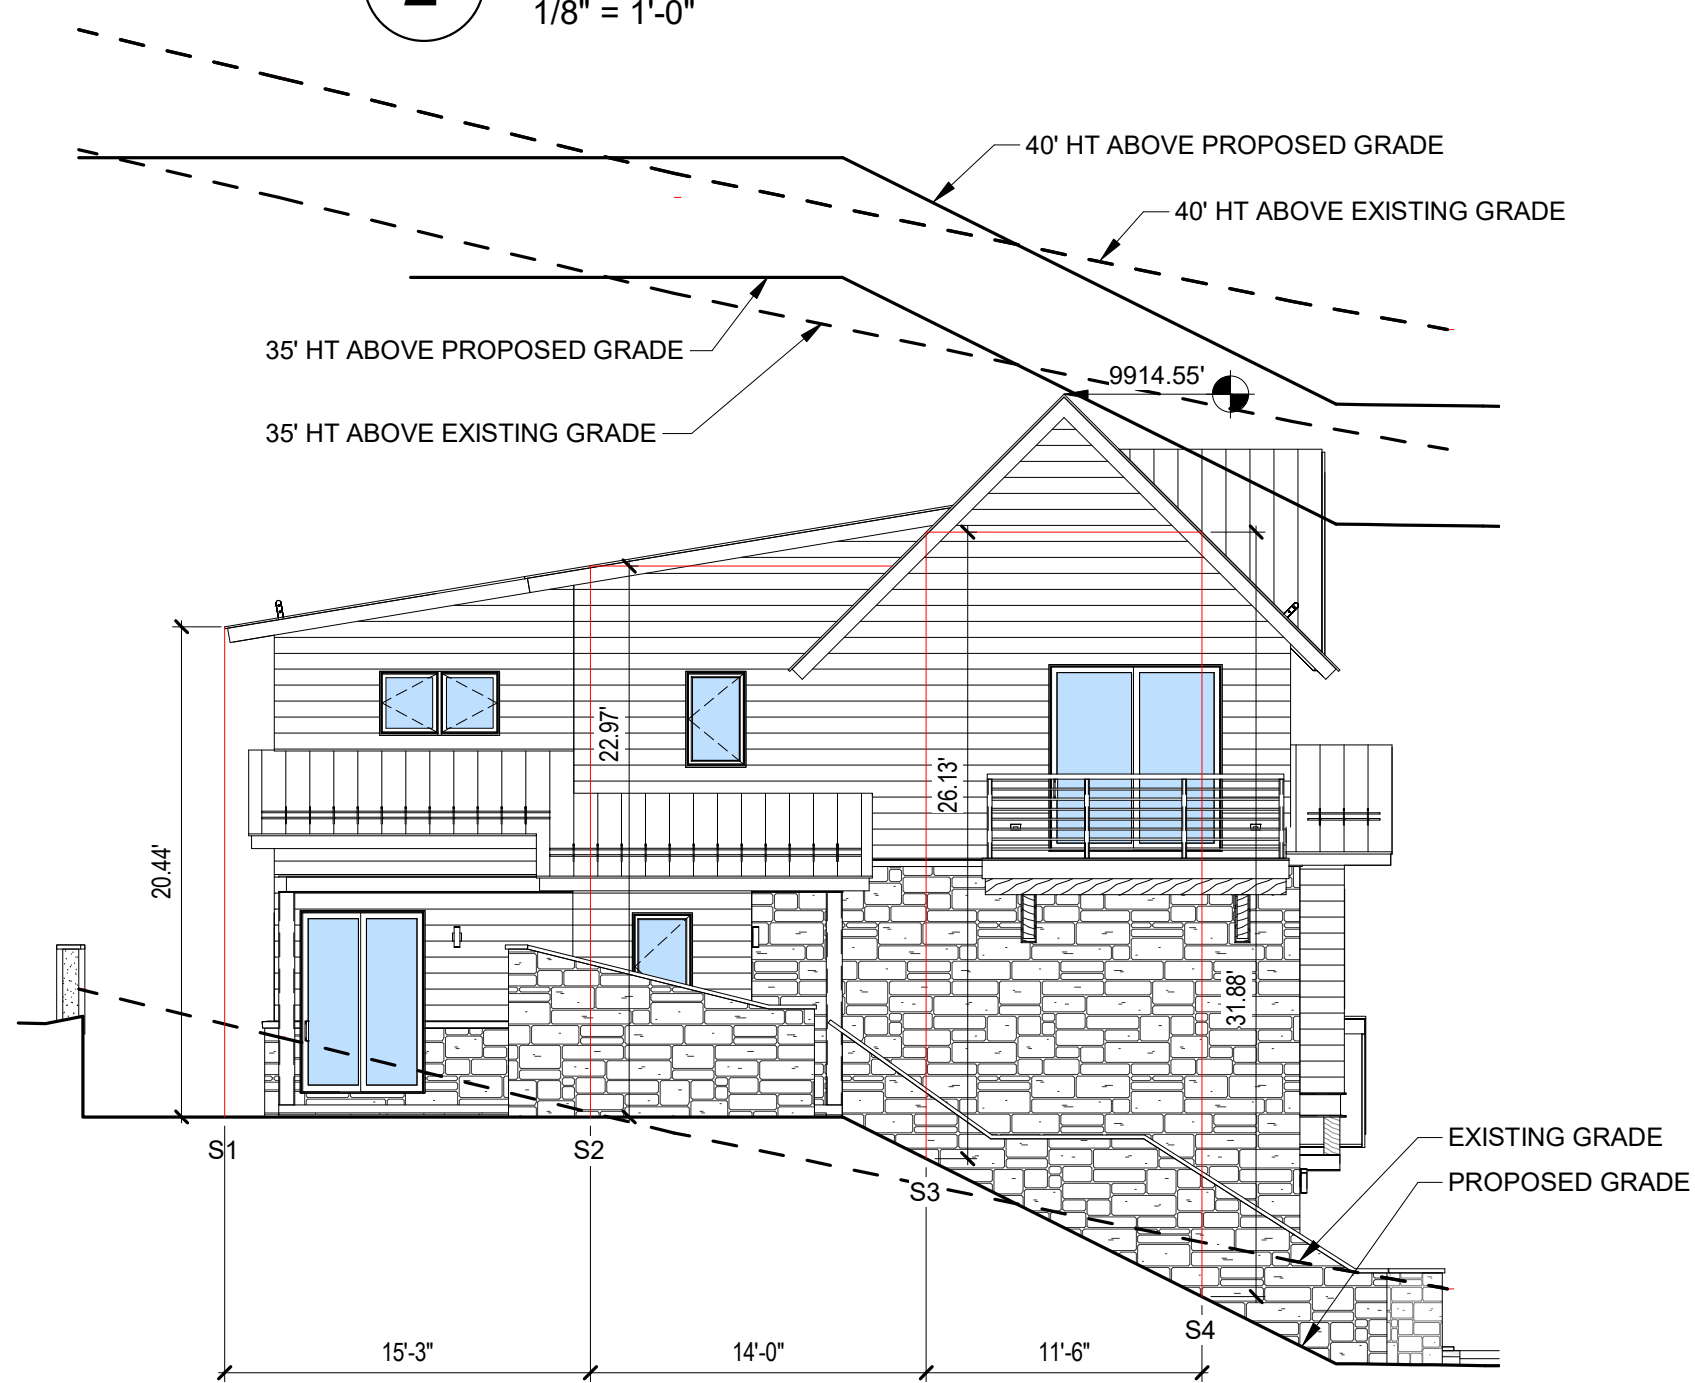 1/8" = 1'-0"
40' HT ABOVE PROPOSED GRADE
40' HT ABOVE EXISTING GRADE
35' HT ABOVE PROPOSED GRADE
9914.55'
35' HT ABOVE EXISTING GRADE
22.97'
26.13'
20.44'
31.88'
S1
S2
S3
S4
EXISTING GRADE
PROPOSED GRADE
15'-3"
14'-0"
11'-6"